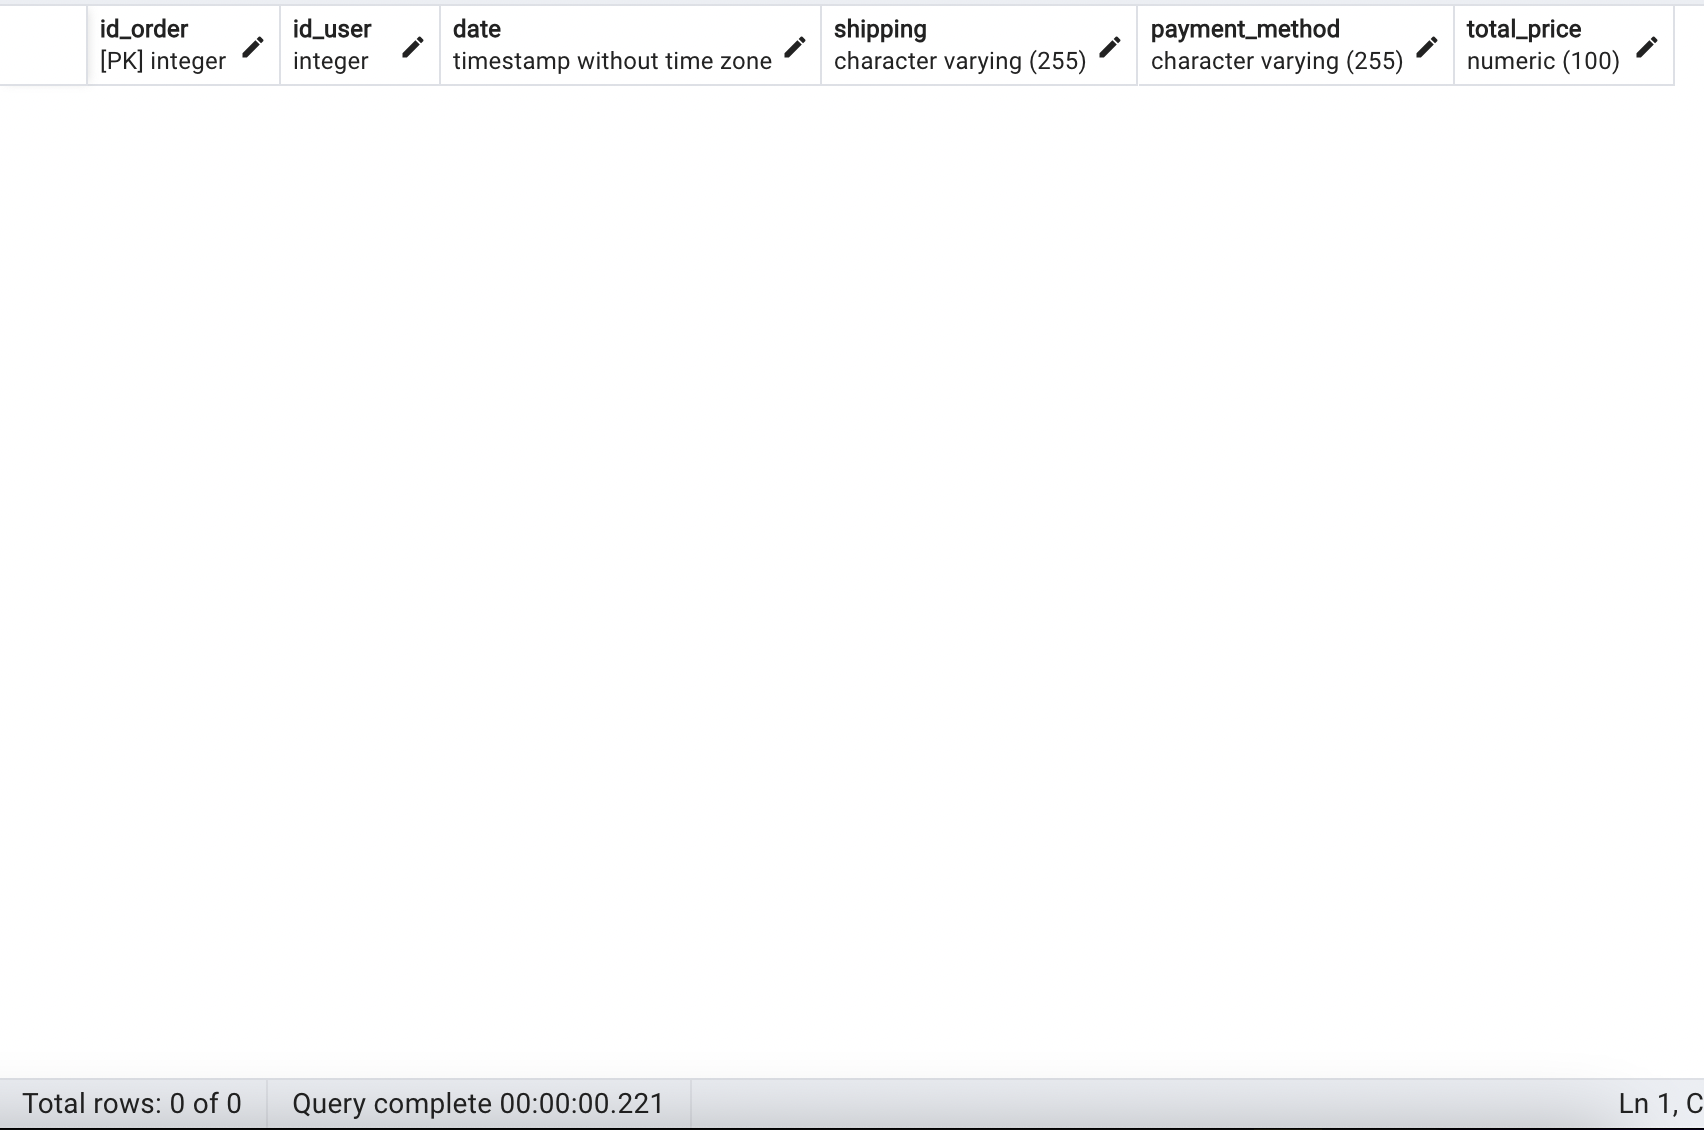 id_order
[PK] integer
id_user
integer
date
timestamp without time zone
shipping
character varying (255)
payment_method
character varying (255)
total_price
numeric (100)
Total rows: 0 of 0
Query complete 00:00:00.221
Ln 1, C